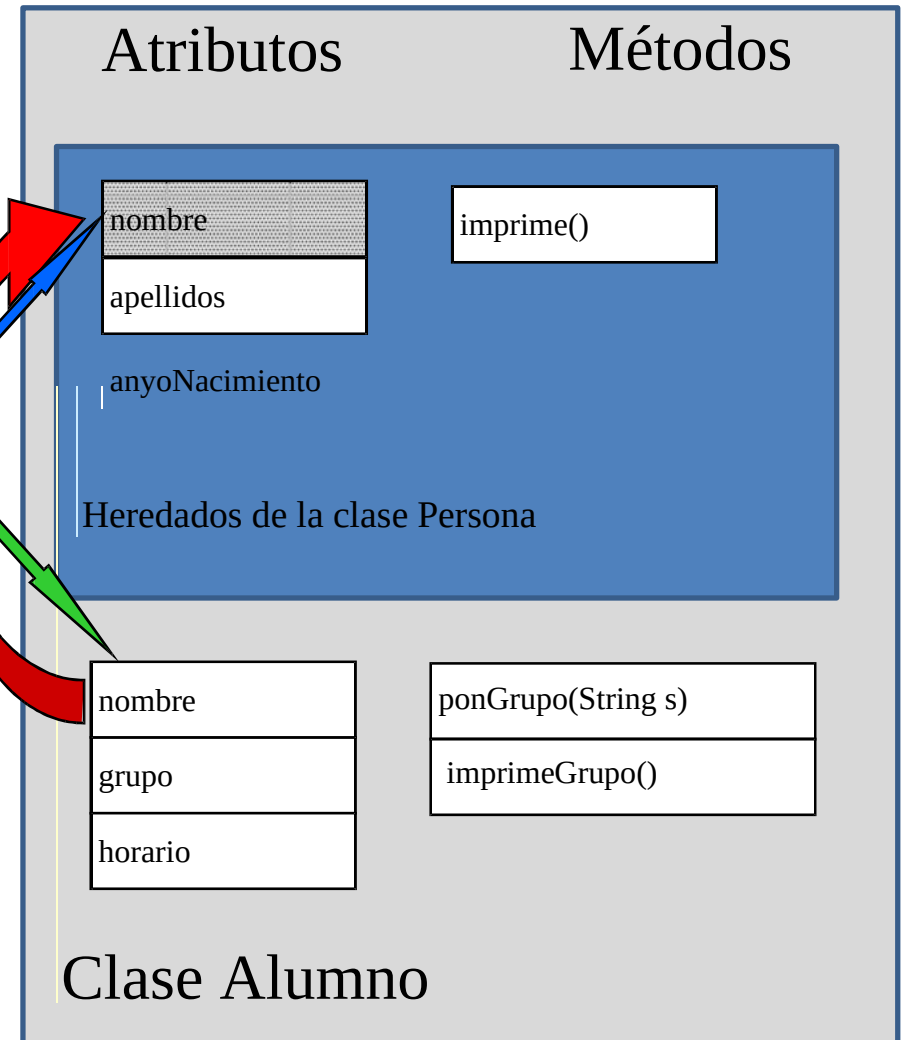 Atributos Métodos
nombre
imprime()
apellidos
anyoNacimiento
Heredados de la clase Persona
nombre
ponGrupo(String s)
grupo
imprimeGrupo()
horario
Clase Alumno